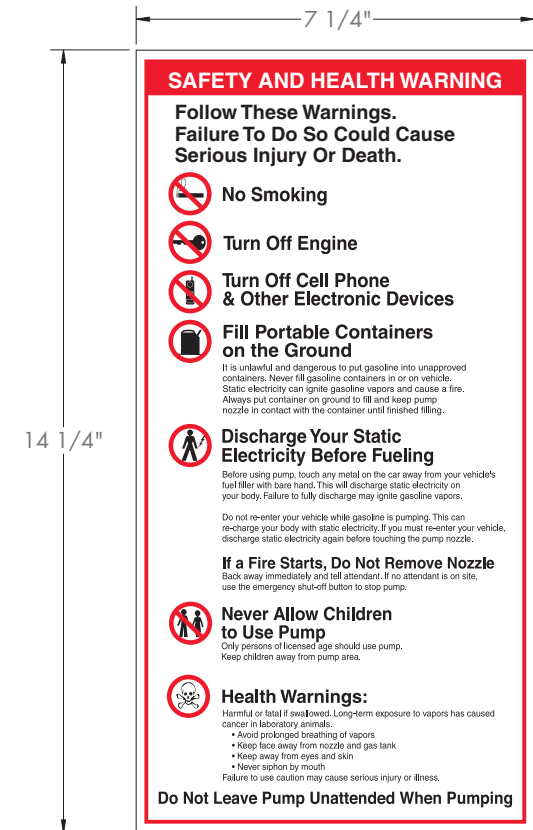 7 1/4"
SAFETY AND HEALTH WARNING
Follow These Warnings.
Failure To Do So Could Cause
Serious Injury Or Death.
No Smoking
Turn Off Engine
Turn Off Cell Phone
& Other Electronic Devices
Fill Portable Containers
on the Ground
It is unlawful and dangerous to put gasoline into unapproved
containers. Never fill gasoline containers in or on vehicle.
Static electricity can ignite gasoline vapors and cause a fire.
Always put container on ground to fill and keep pump
nozzle in contact with the container until finished filling.
14 1/4"
Discharge Your Static
Electricity Before Fueling
Before using pump, touch any metal on the car away from your vehicle's
fuel filler with bare hand. This will discharge static electricity on
your body. Failure to fully discharge may ignite gasoline vapors.
Do not re-enter your vehicle while gasoline is pumping. This can
re-charge your body with static electricity. If you must re-enter your vehicle,
discharge static electricity again before touching the pump nozzle.
If a Fire Starts, Do Not Remove Nozzle
Back away immediately and tell attendant. If no attendant is on site,
use the emergency shut-off button to stop pump.
Never Allow Children
to Use Pump
Only persons of licensed age should use pump.
Keep children away from pump area.
Health Warnings:
Harmful or fatal if swallowed. Long-term exposure to vapors has caused
cancer in laboratory animals.
• Avoid prolonged breathing of vapors
• Keep face away from nozzle and gas tank
• Keep away from eyes and skin
• Never siphon by mouth
Failure to use caution may cause serious injury or illness.
Do Not Leave Pump Unattended When Pumping